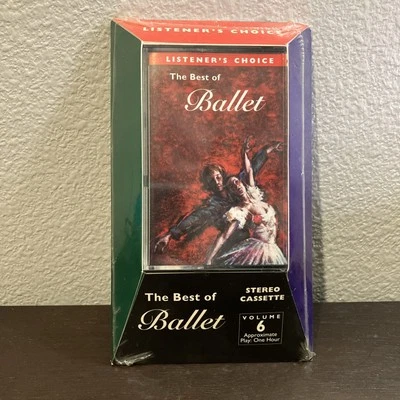 LISTENER'S CHOICE
LISTENER'S CHOICE
The Best of
Ballet
The Best of
Ballet
STEREO
CASSETTE
VOLUME
6
Approximate
Play: One Hour